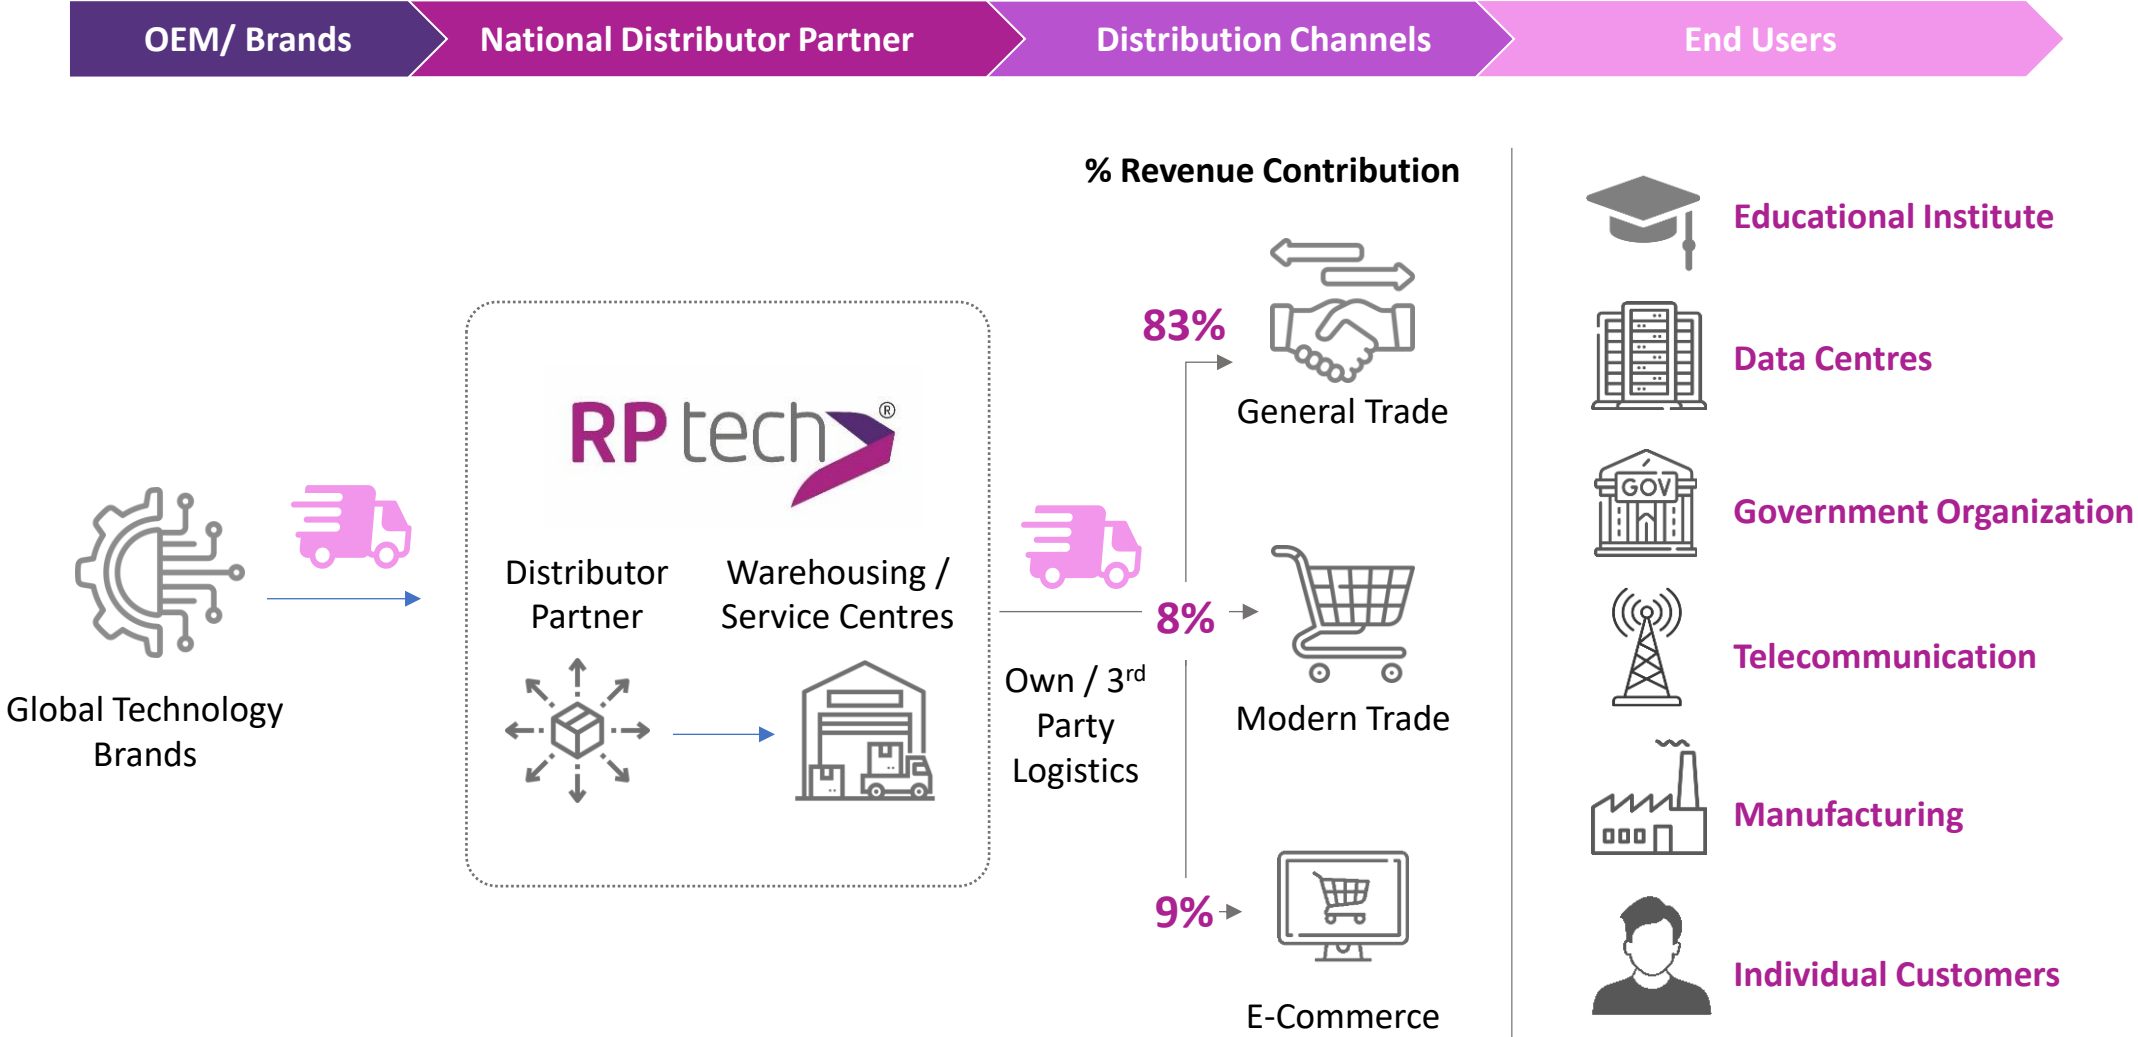 OEM/ Brands
National Distributor Partner
Distribution Channels
End Users
Global Technology
Brands
RP tech®
Distributor
Partner
Warehousing /
Service Centres
Own / 3rd
Party
Logistics
% Revenue Contribution
83%
General Trade
8%
Modern Trade
9%
E-Commerce
Educational Institute
Data Centres
GOV
Government Organization
Telecommunication
Manufacturing
Individual Customers